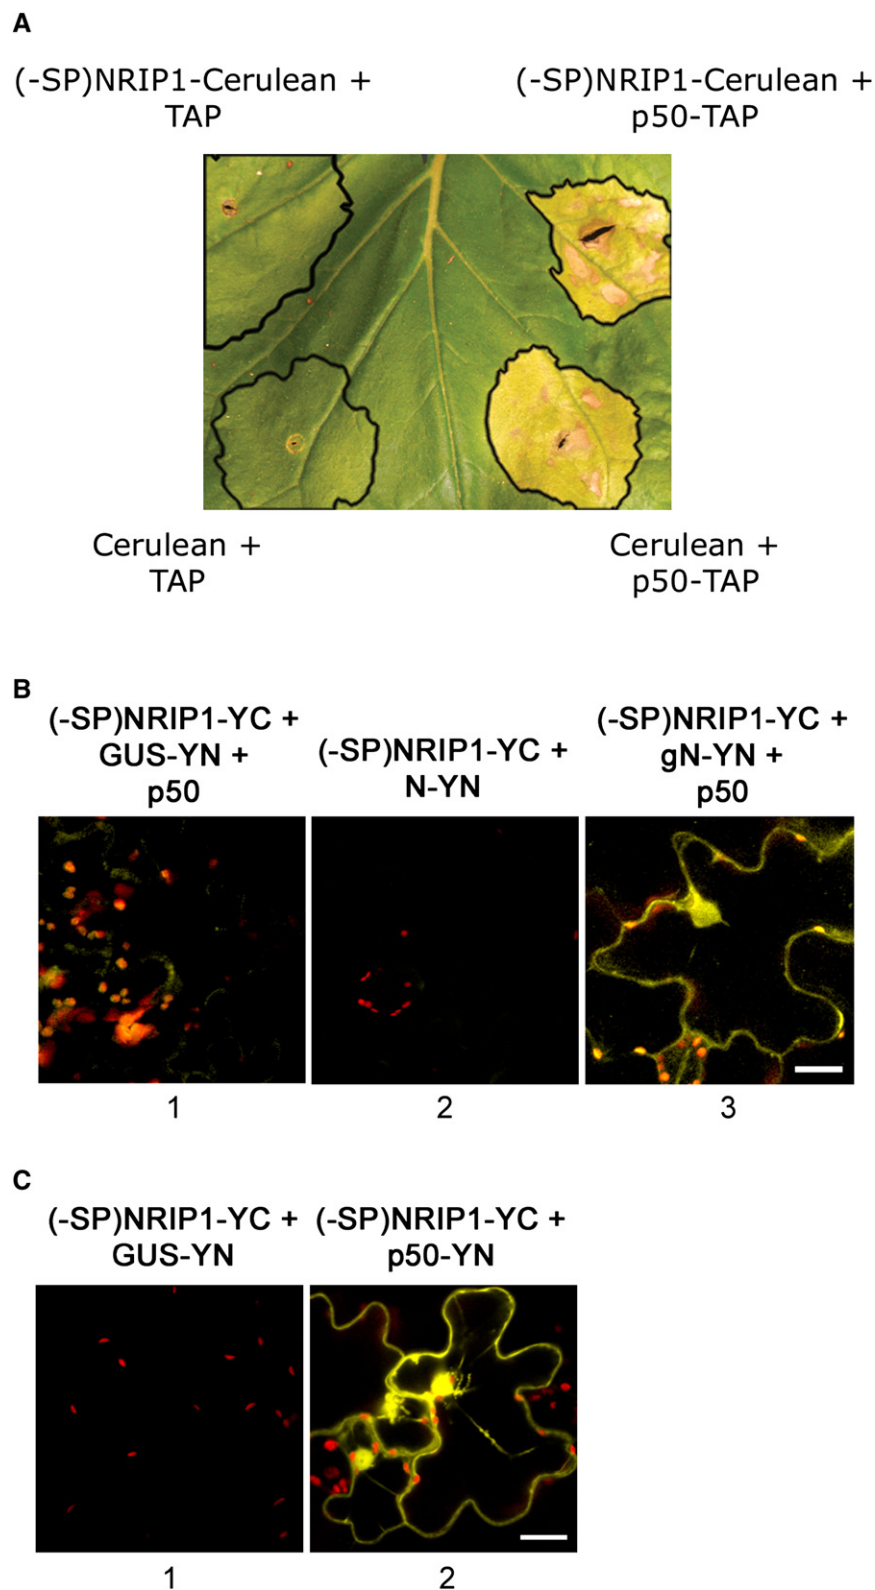 A
(-SP)NRIP1-Cerulean +
TAP
(-SP)NRIP1-Cerulean +
p50-TAP
Cerulean +
TAP
Cerulean +
p50-TAP
B
(-SP)NRIP1-YC +
GUS-YN +
p50
(-SP)NRIP1-YC +
N-YN
(-SP)NRIP1-YC +
gN-YN +
p50
1
2
3
C
(-SP)NRIP1-YC +
GUS-YN
(-SP)NRIP1-YC +
p50-YN
1
2